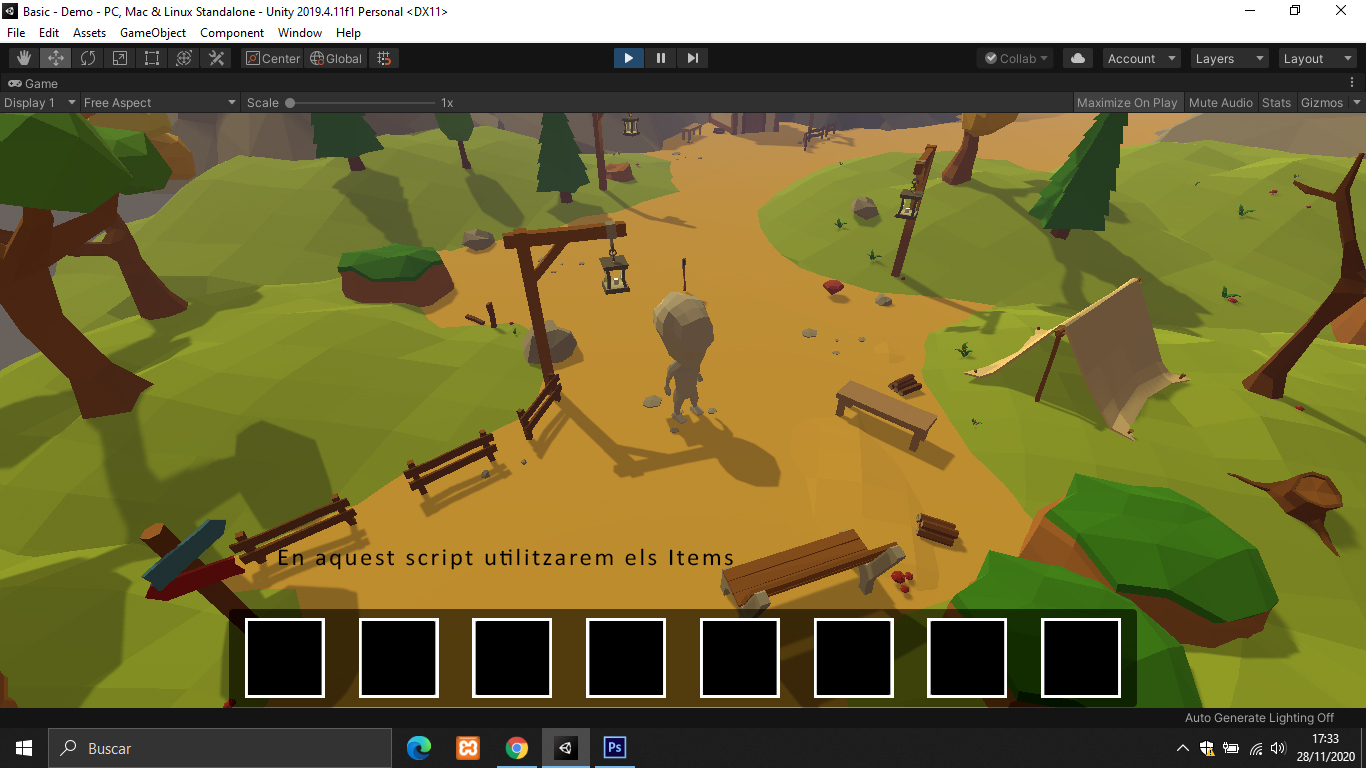 Basic - Demo - PC, Mac & Linux Standalone - Unity 2019.4.11f1 Personal <DX11>
File Edit Assets GameObject Component Window Help
Center Global Collab Account Layers Layout
Game
Display 1 Free Aspect Scale 1x Maximize On Play Mute Audio Stats Gizmos
En aquest script utilitzarem els Items
Auto Generate Lighting Off
Buscar
Ps
17:33
28/11/2020